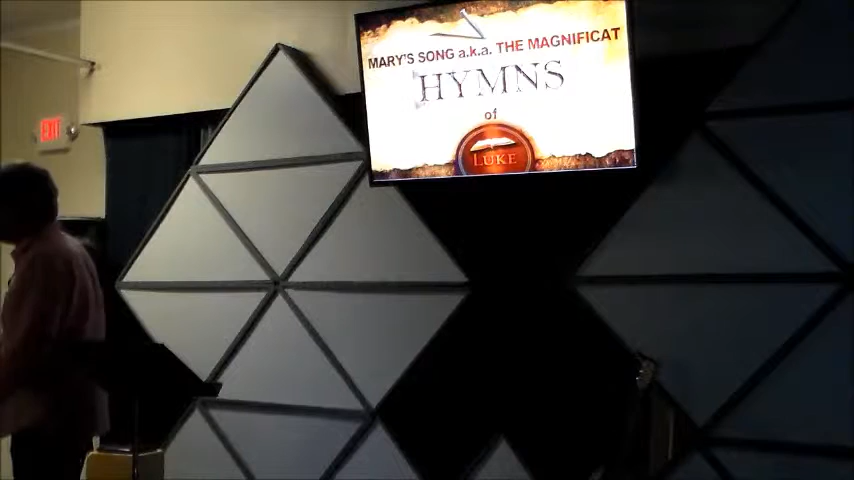 MARY'S SONG a.k.a. THE MAGNIFICAT
HYMNS
of
LUKE
EXIT